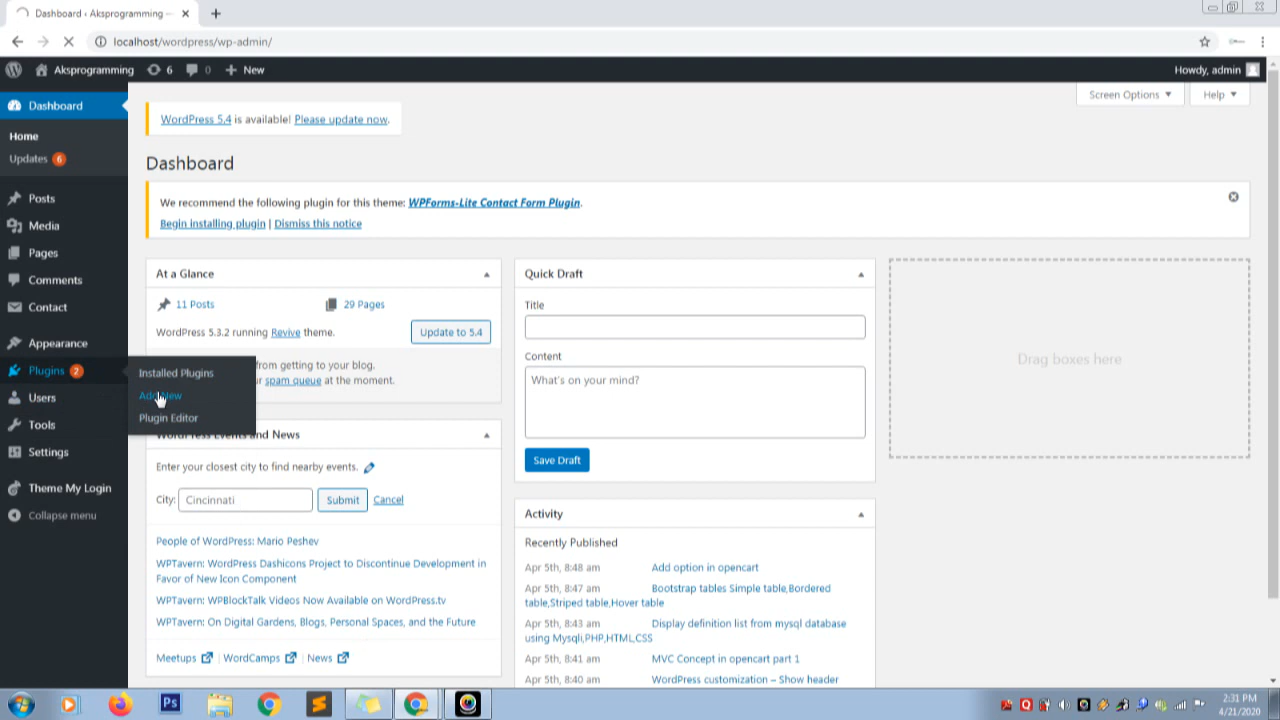 Dashboard ‹ Aksprogramming —
localhost/wordpress/wp-admin/
Aksprogramming
6
0
New
Howdy, admin
Dashboard
Screen Options
Help
Home
Updates 6
WordPress 5.4 is available! Please update now.
Dashboard
Posts
Media
Pages
Comments
Contact
Appearance
Plugins 2
Users
Tools
Settings
Theme My Login
Collapse menu
Installed Plugins
Add New
Plugin Editor
We recommend the following plugin for this theme: WPForms-Lite Contact Form Plugin.
Begin installing plugin | Dismiss this notice
At a Glance
11 Posts
29 Pages
WordPress 5.3.2 running Revive theme.
Update to 5.4
from getting to your blog.
spam queue at the moment.
WordPress Events and News
Enter your closest city to find nearby events.
City:
Cincinnati
Submit
Cancel
People of WordPress: Mario Peshev
WPTavern: WordPress Dashicons Project to Discontinue Development in
Favor of New Icon Component
WPTavern: WPBlockTalk Videos Now Available on WordPress.tv
WPTavern: On Digital Gardens, Blogs, Personal Spaces, and the Future
Meetups | WordCamps | News
Quick Draft
Title
Content
What's on your mind?
Save Draft
Activity
Recently Published
Apr 5th, 8:48 am Add option in opencart
Apr 5th, 8:47 am Bootstrap tables Simple table,Bordered
table,Striped table,Hover table
Apr 5th, 8:43 am Display definition list from mysql database
using Mysqli,PHP,HTML,CSS
Apr 5th, 8:41 am MVC Concept in opencart part 1
Apr 5th, 8:40 am WordPress customization – Show header
Drag boxes here
Ps
2:31 PM
4/21/2020